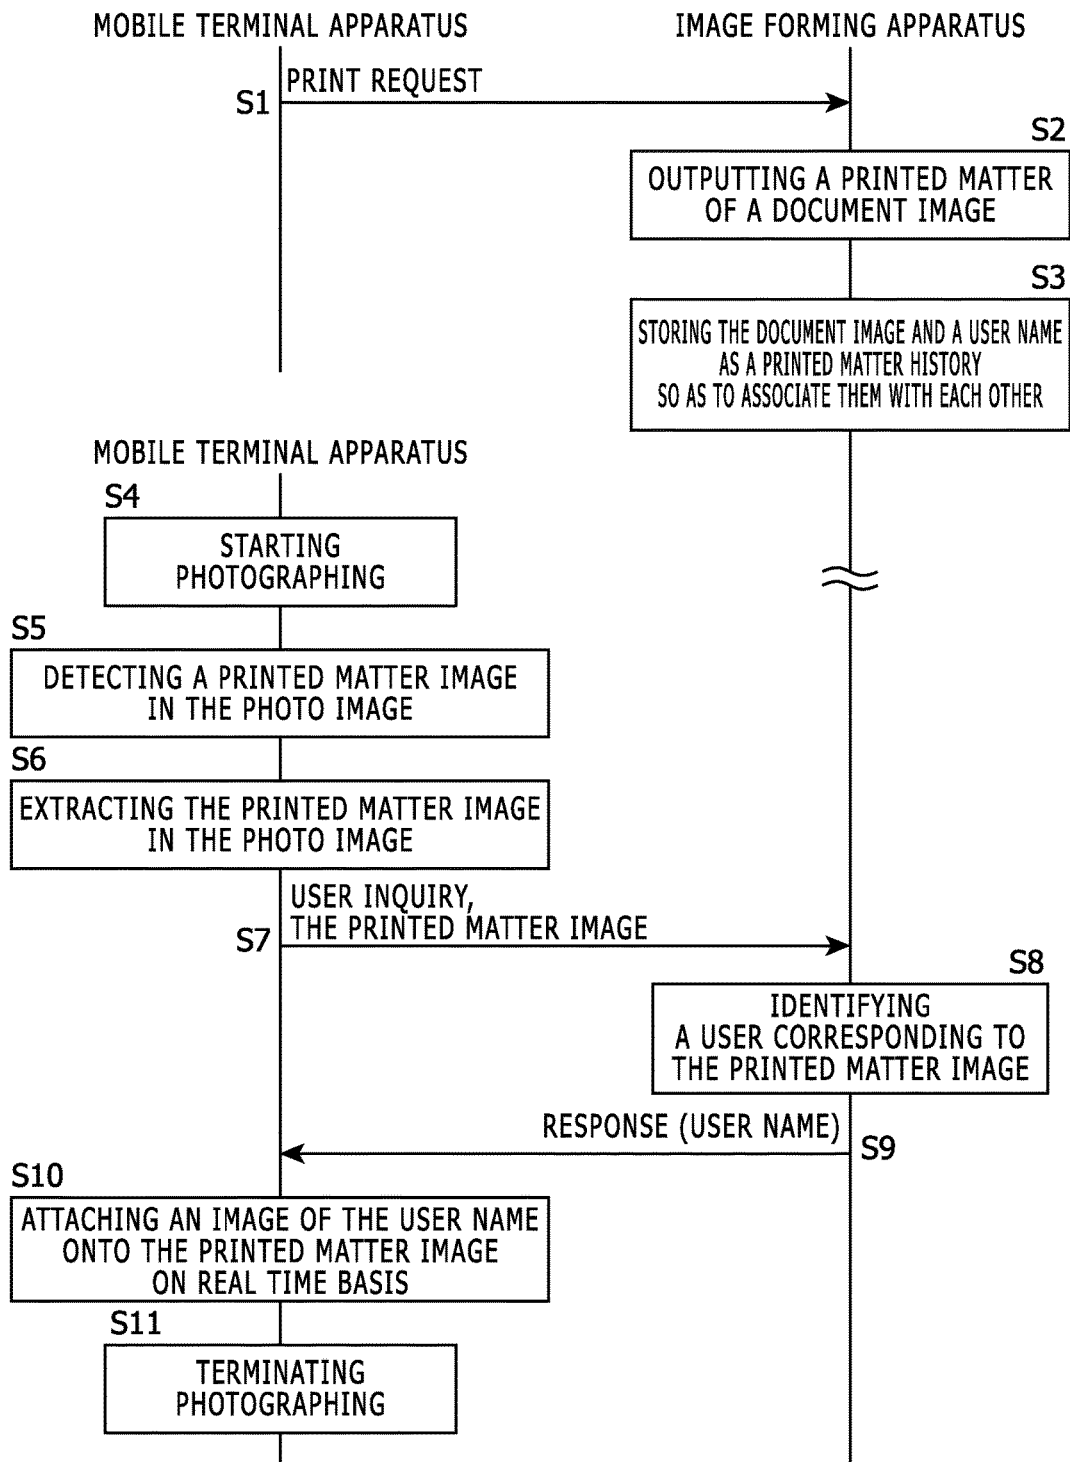 MOBILE TERMINAL APPARATUS
IMAGE FORMING APPARATUS
PRINT REQUEST
S1
S2
OUTPUTTING A PRINTED MATTER
OF A DOCUMENT IMAGE
S3
STORING THE DOCUMENT IMAGE AND A USER NAME
AS A PRINTED MATTER HISTORY
SO AS TO ASSOCIATE THEM WITH EACH OTHER
MOBILE TERMINAL APPARATUS
S4
STARTING
PHOTOGRAPHING
S5
DETECTING A PRINTED MATTER IMAGE
IN THE PHOTO IMAGE
S6
EXTRACTING THE PRINTED MATTER IMAGE
IN THE PHOTO IMAGE
USER INQUIRY,
THE PRINTED MATTER IMAGE
S7
S8
IDENTIFYING
A USER CORRESPONDING TO
THE PRINTED MATTER IMAGE
RESPONSE (USER NAME)
S9
S10
ATTACHING AN IMAGE OF THE USER NAME
ONTO THE PRINTED MATTER IMAGE
ON REAL TIME BASIS
S11
TERMINATING
PHOTOGRAPHING